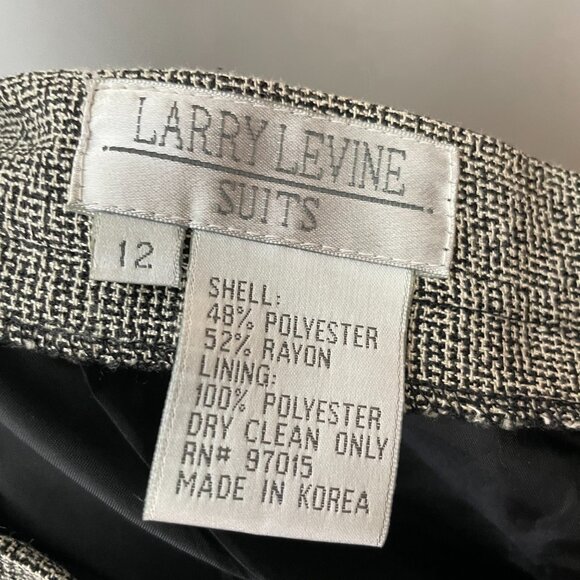 LARRY LEVINE
SUITS
12
SHELL:
48% POLYESTER
52% RAYON
LINING:
100% POLYESTER
DRY CLEAN ONLY
RN# 97015
MADE IN KOREA